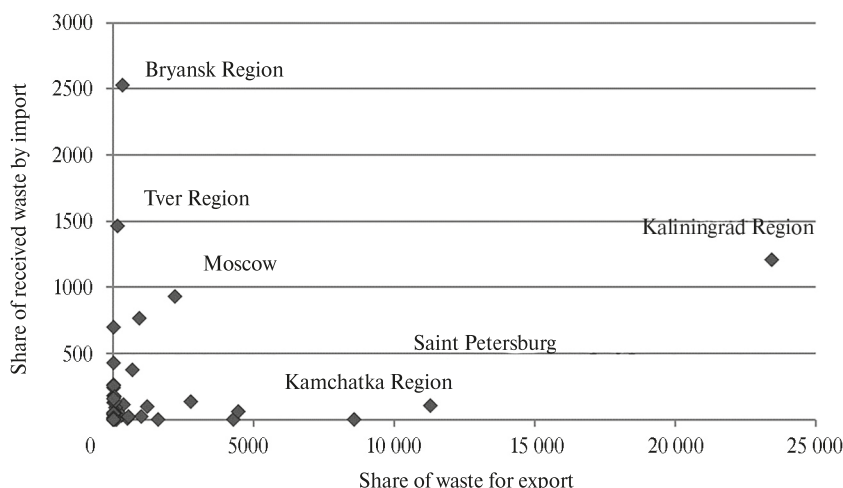 3000
Bryansk Region
2500
2000
Tver Region
1500
Kaliningrad Region
Moscow
1000
Saint Petersburg
500
Kamchatka Region
0 5000 10 000 15 000 20 000 25 000
Share of waste for export
Share of received waste by import